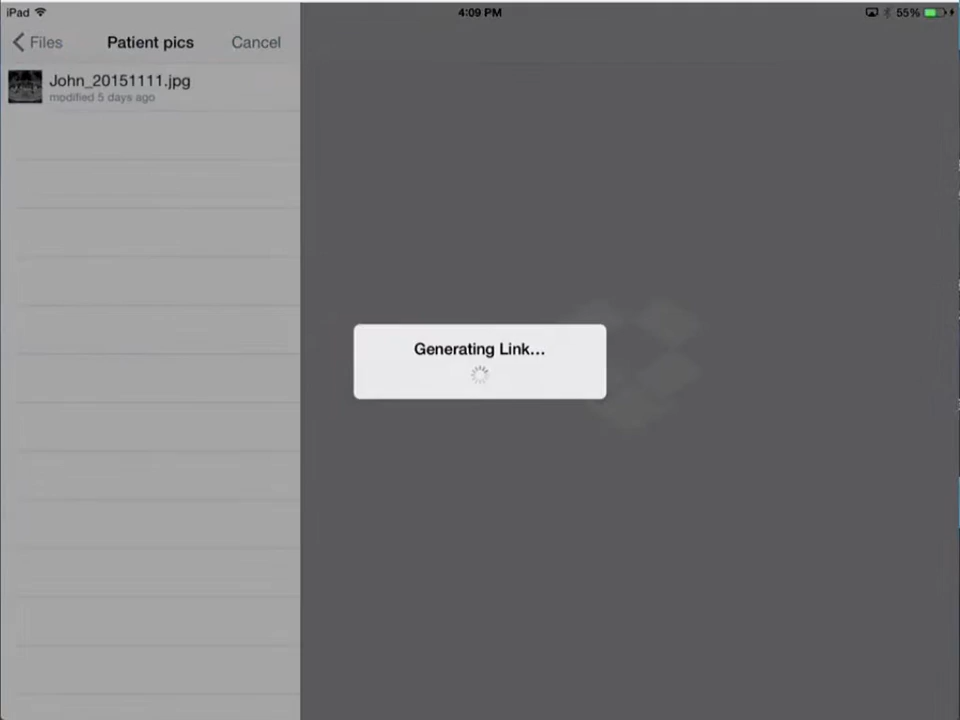 iPad 4:09 PM 55%
Files Patient pics Cancel
John_20151111.jpg
modified 5 days ago
Generating Link...